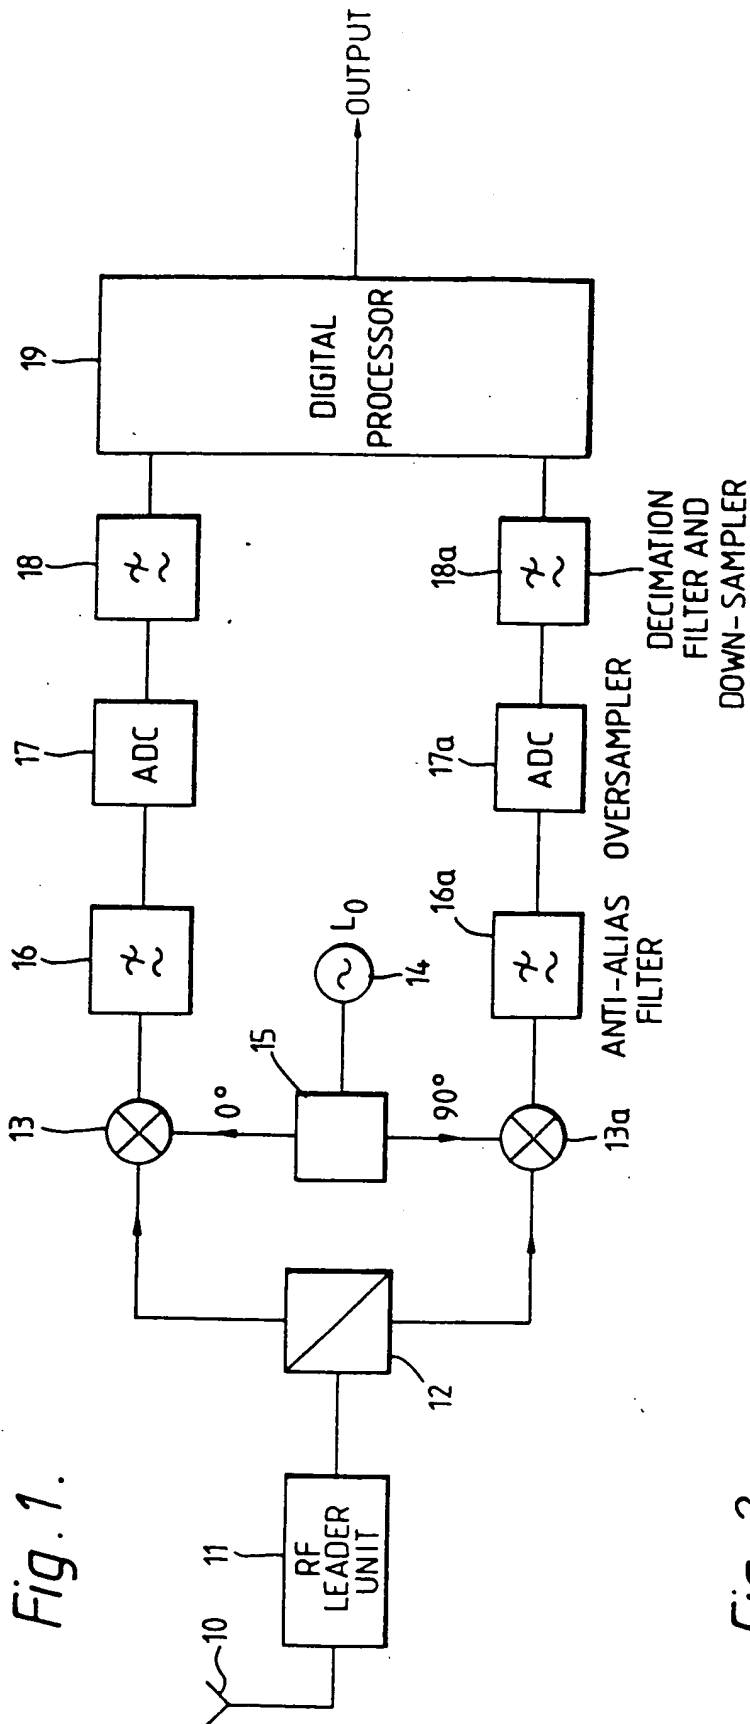 Fig. 1.
10
11
RF
LEADER
UNIT
12
13
0°
15
90°
13a
L0
14
16
16a
ANTI-ALIAS
FILTER
17
ADC
17a
ADC
OVERSAMPLER
18
18a
DECIMATION
FILTER AND
DOWN-SAMPLER
19
DIGITAL
PROCESSOR
OUTPUT